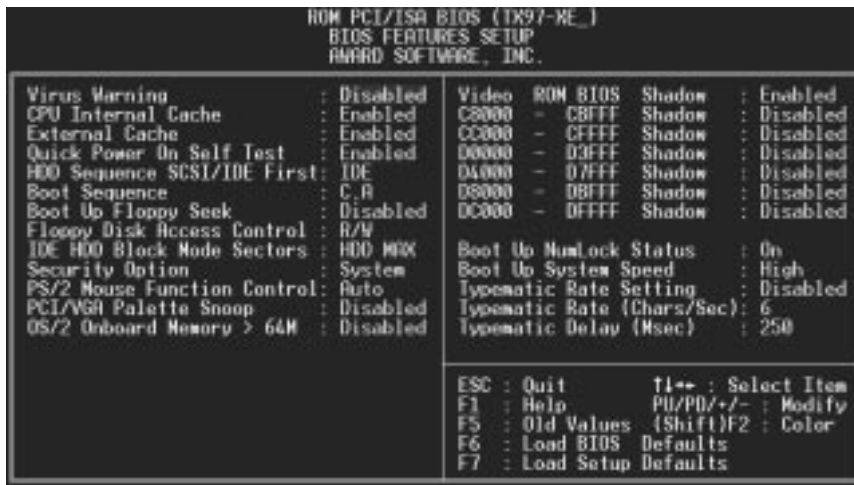 ROM PCI/ISA BIOS (TX97-XE_)
BIOS FEATURES SETUP
AWARD SOFTWARE, INC.
Virus Warning : Disabled
CPU Internal Cache : Enabled
External Cache : Enabled
Quick Power On Self Test : Enabled
HDD Sequence SCSI/IDE First: IDE
Boot Sequence : C,A
Boot Up Floppy Seek : Disabled
Floppy Disk Access Control : R/W
IDE HDD Block Mode Sectors : HDD MAX
Security Option : System
PS/2 Mouse Function Control: Auto
PCI/VGA Palette Snoop : Disabled
OS/2 Onboard Memory > 64M : Disabled
Video ROM BIOS Shadow : Enabled
C8000 - CBFFF Shadow : Disabled
CC000 - CFFFF Shadow : Disabled
D0000 - D3FFF Shadow : Disabled
D4000 - D7FFF Shadow : Disabled
D8000 - DBFFF Shadow : Disabled
DC000 - DFFFF Shadow : Disabled
Boot Up NumLock Status : On
Boot Up System Speed : High
Typematic Rate Setting : Disabled
Typematic Rate (Chars/Sec): 6
Typematic Delay (Msec) : 250
ESC : Quit ↑↓→← : Select Item
F1 : Help PU/PD/+/- : Modify
F5 : Old Values (Shift)F2 : Color
F6 : Load BIOS Defaults
F7 : Load Setup Defaults